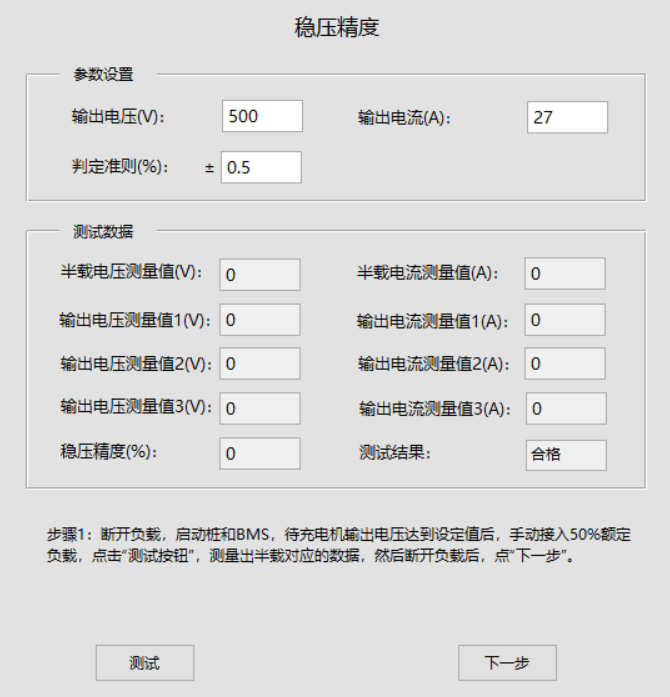 稳压精度
参数设置
输出电压(V): 500 输出电流(A): 27
判定准则(%): ± 0.5
测试数据
半载电压测量值(V): 0 半载电流测量值(A): 0
输出电压测量值1(V): 0 输出电流测量值1(A): 0
输出电压测量值2(V): 0 输出电流测量值2(A): 0
输出电压测量值3(V): 0 输出电流测量值3(A): 0
稳压精度(%): 0 测试结果: 合格
步骤1：断开负载，启动桩和BMS，待充电机输出电压达到设定值后，手动接入50%额定
负载，点击“测试按钮”，测量出半载对应的数据，然后断开负载后，点“下一步”。
测试 下一步